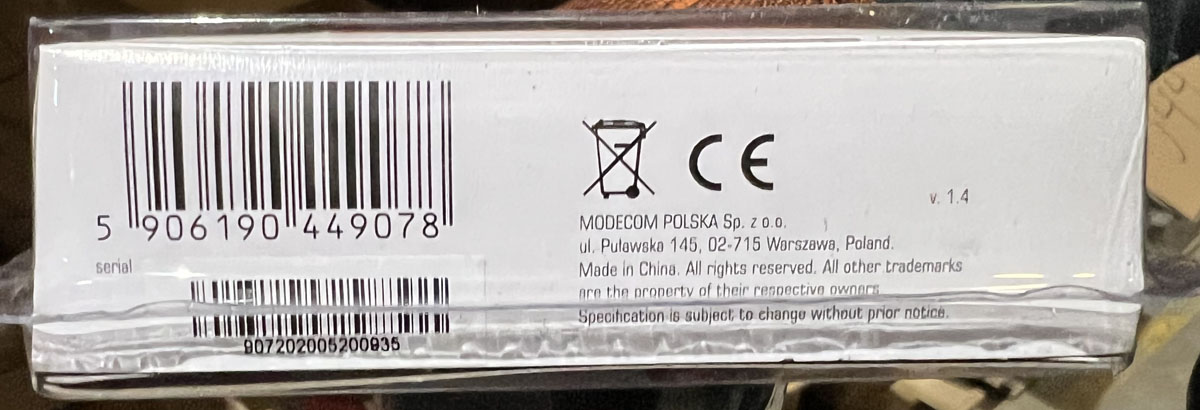 5 906190 449078
serial
907202005200935
CE
v. 1.4
MODECOM POLSKA Sp. z o.o.
ul. Puławska 145, 02-715 Warszawa, Poland.
Made in China. All rights reserved. All other trademarks
are the property of their respective owners
Specification is subject to change without prior notice.